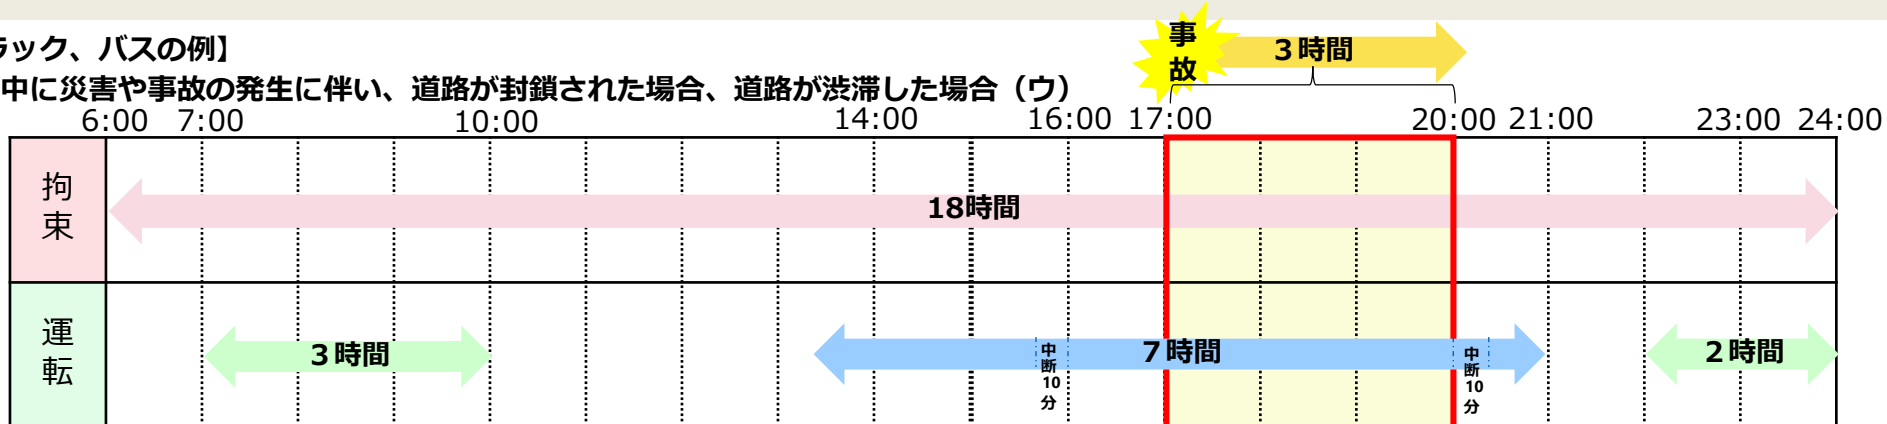 事故
３時間
ラック、バスの例】
中に災害や事故の発生に伴い、道路が封鎖された場合、道路が渋滞した場合（ウ）
6:00 7:00 10:00 14:00 16:00 17:00 20:00 21:00 23:00 24:00
拘束
18時間
運転
３時間
中断10分
７時間
中断10分
２時間